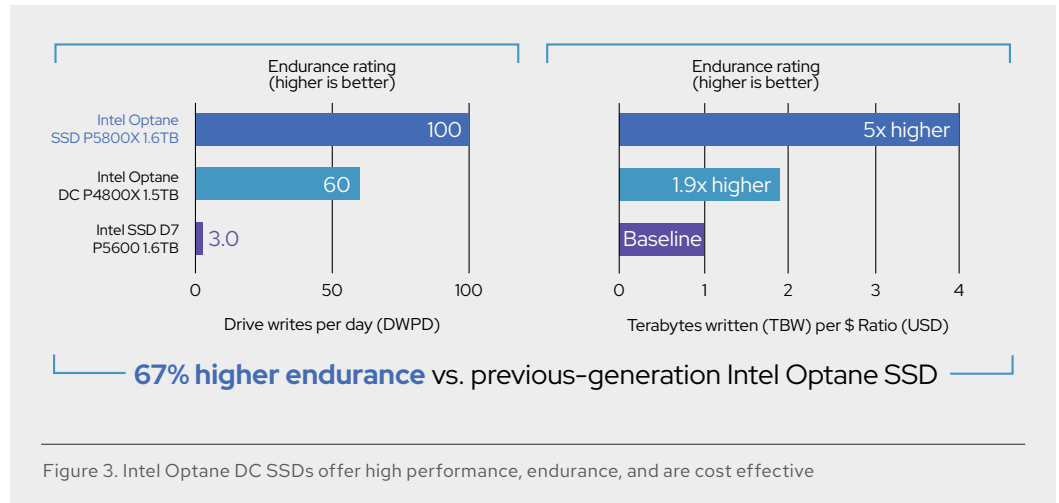 Endurance rating
(higher is better)
Intel Optane
SSD P5800X 1.6TB
100
Intel Optane
DC P4800X 1.5TB
60
Intel SSD D7
P5600 1.6TB
3.0
0
50
100
Drive writes per day (DWPD)
Endurance rating
(higher is better)
5x higher
1.9x higher
Baseline
0
1
2
3
4
Terabytes written (TBW) per $ Ratio (USD)
67% higher endurance vs. previous-generation Intel Optane SSD
Figure 3. Intel Optane DC SSDs offer high performance, endurance, and are cost effective